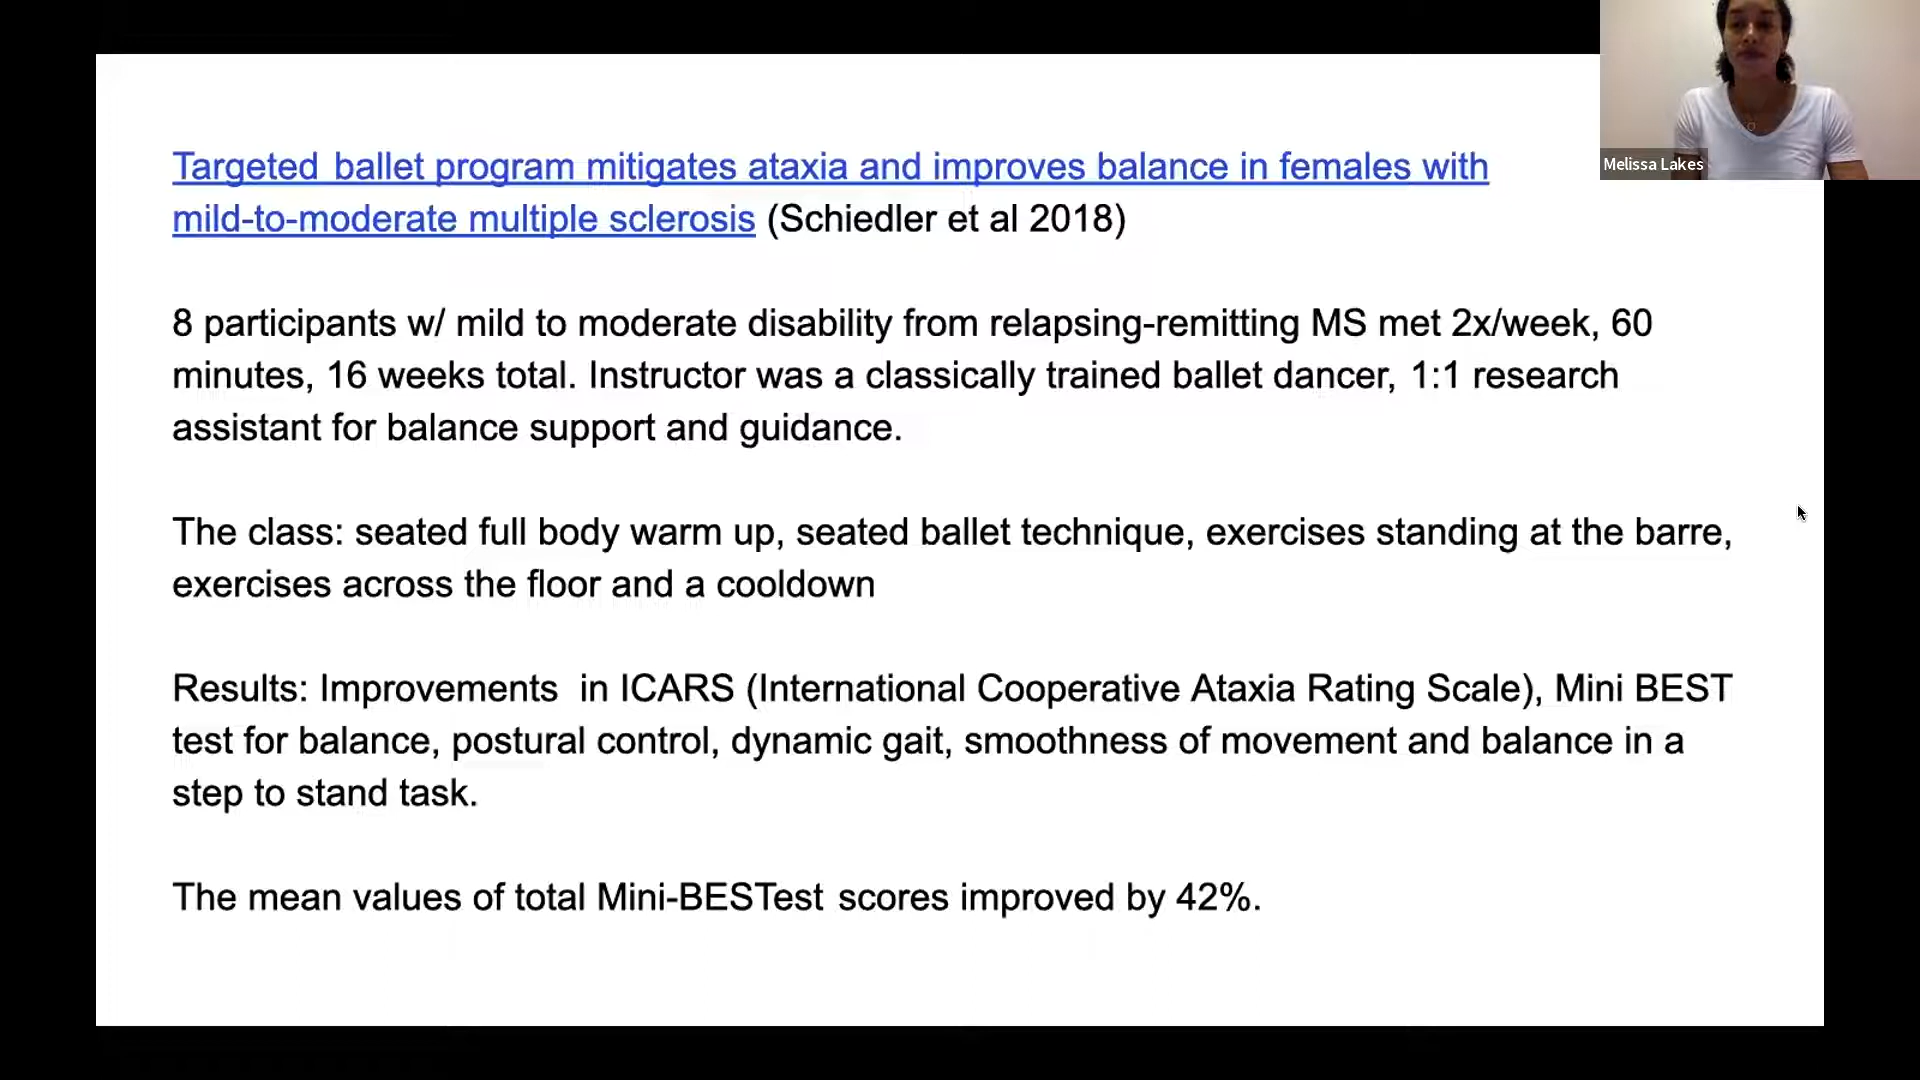 Targeted ballet program mitigates ataxia and improves balance in females with
mild-to-moderate multiple sclerosis (Schiedler et al 2018)
8 participants w/ mild to moderate disability from relapsing-remitting MS met 2x/week, 60
minutes, 16 weeks total. Instructor was a classically trained ballet dancer, 1:1 research
assistant for balance support and guidance.
The class: seated full body warm up, seated ballet technique, exercises standing at the barre,
exercises across the floor and a cooldown
Results: Improvements in ICARS (International Cooperative Ataxia Rating Scale), Mini BEST
test for balance, postural control, dynamic gait, smoothness of movement and balance in a
step to stand task.
The mean values of total Mini-BESTest scores improved by 42%.
Melissa Lakes